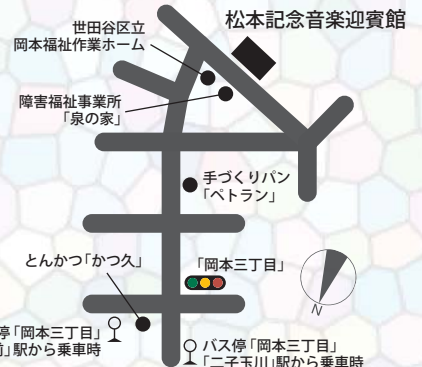 松本記念音楽迎賓館
世田谷区立
岡本福祉作業ホーム
障害福祉事業所
「泉の家」
手づくりパン
「ペトラン」
とんかつ「かつ久」
「岡本三丁目」
N
停「岡本三丁目」
前」駅から乗車時
バス停「岡本三丁目」
「二子玉川」駅から乗車時